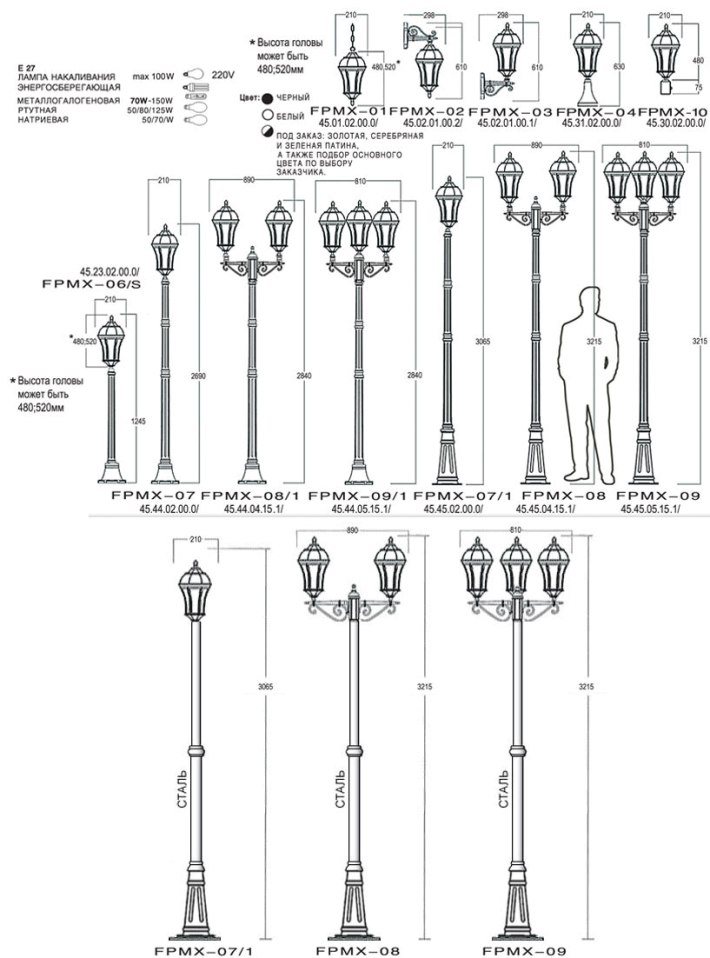 210
298
298
210
210
* Высота головы
может быть
480;520мм
480;520
*
610
610
630
480
75
E 27
ЛАМПА НАКАЛИВАНИЯ max 100W 220V
ЭНЕРГОСБЕРЕГАЮЩАЯ
МЕТАЛЛОГАЛОГЕНОВАЯ 70W-150W
РТУТНАЯ 50/80/125W
НАТРИЕВАЯ 50/70/W
Цвет: ЧЕРНЫЙ
БЕЛЫЙ
ПОД ЗАКАЗ: ЗОЛОТАЯ, СЕРЕБРЯНАЯ
И ЗЕЛЕНАЯ ПАТИНА,
А ТАКЖЕ ПОДБОР ОСНОВНОГО
ЦВЕТА ПО ВЫБОРУ
ЗАКАЗЧИКА.
FPMX-01 FPMX-02 FPMX-03 FPMX-04 FPMX-10
45.01.02.00.0/ 45.02.01.00.2/ 45.02.01.00.1/ 45.31.02.00.0/ 45.30.02.00.0/
210
890
810
210
890
810
45.23.02.00.0/
FPMX-06/S
210
*
480;520
* Высота головы
может быть
480;520мм
1245
2690
2840
2840
3065
3215
3215
FPMX-07 FPMX-08/1 FPMX-09/1 FPMX-07/1 FPMX-08 FPMX-09
45.44.02.00.0/ 45.44.04.15.1/ 45.44.05.15.1/ 45.45.02.00.0/ 45.45.04.15.1/ 45.45.05.15.1/
210
890
810
3065
3215
3215
СТАЛЬ
СТАЛЬ
СТАЛЬ
FPMX-07/1 FPMX-08 FPMX-09